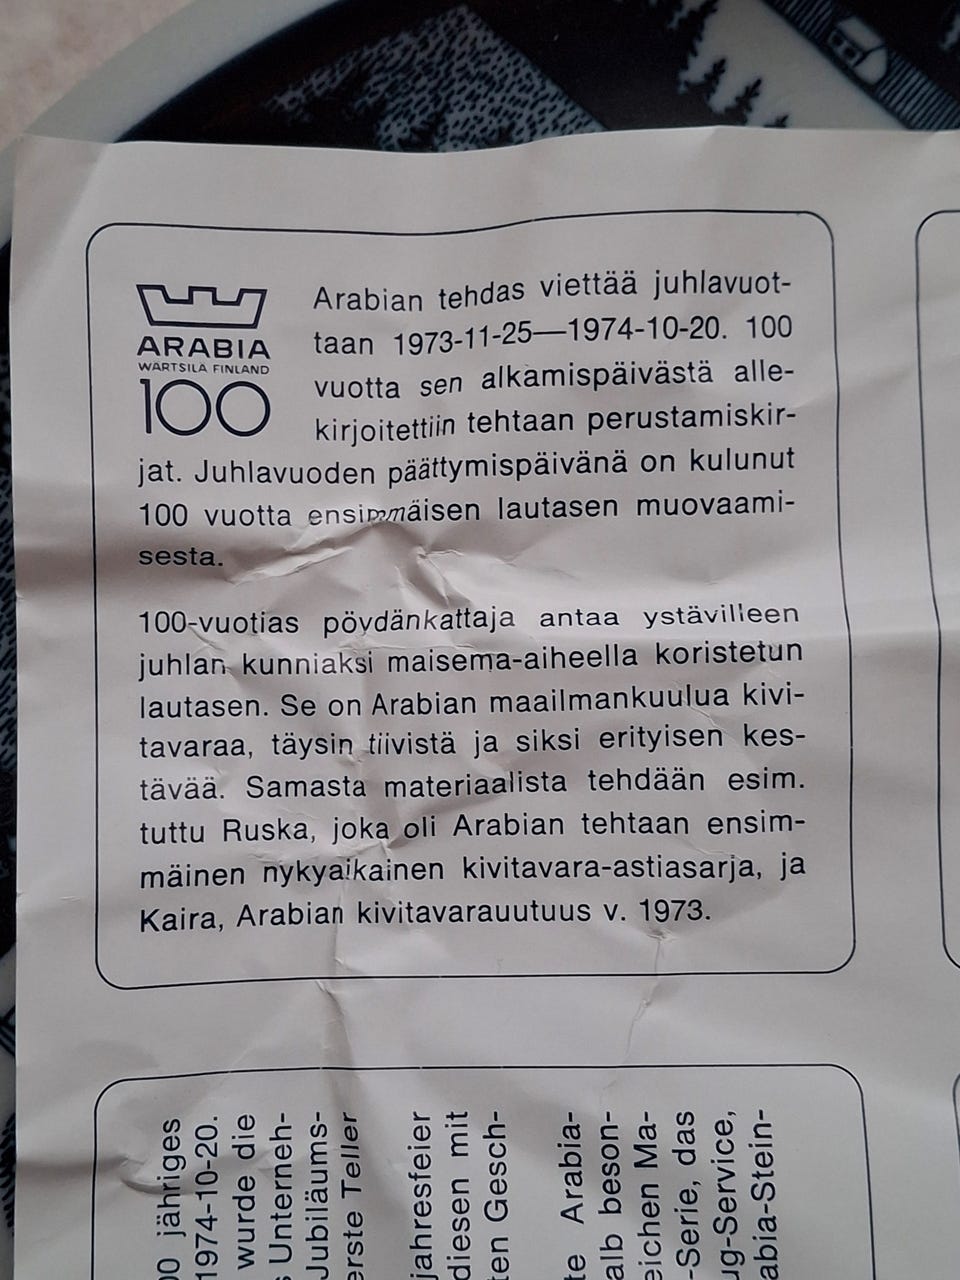 ARABIA
WÄRTSILÄ FINLAND
100
Arabian tehdas viettää juhlavuot-
taan 1973-11-25—1974-10-20. 100
vuotta sen alkamispäivästä alle-
kirjoitettiin tehtaan perustamiskir-
jat. Juhlavuoden päättymispäivänä on kulunut
100 vuotta ensimmäisen lautasen muovaami-
sesta.
100-vuotias pöydänkattaja antaa ystävilleen
juhlan kunniaksi maisema-aiheella koristetun
lautasen. Se on Arabian maailmankuulua kivi-
tavaraa, täysin tiivistä ja siksi erityisen kes-
tävää. Samasta materiaalista tehdään esim.
tuttu Ruska, joka oli Arabian tehtaan ensim-
mäinen nykyaikainen kivitavara-astiasarja, ja
Kaira, Arabian kivitavarauutuus v. 1973.
jähriges
1974-10-20.
wurde die
Unterneh-
Jubiläums-
erste Teller
jahresfeier
diesen mit
ten Gesch-
te Arabia-
alb beson-
eichen Ma-
-Serie, das
ug-Service,
abia-Stein-